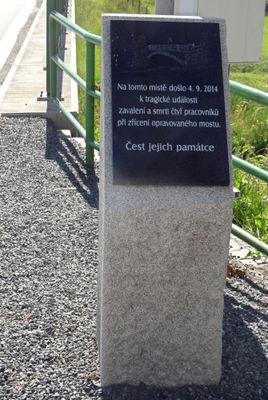 Na tomto místě došlo 4. 9. 2014
k tragické události
zavalení a smrti čtyř pracovníků
při zřícení opravovaného mostu.
Čest jejich památce